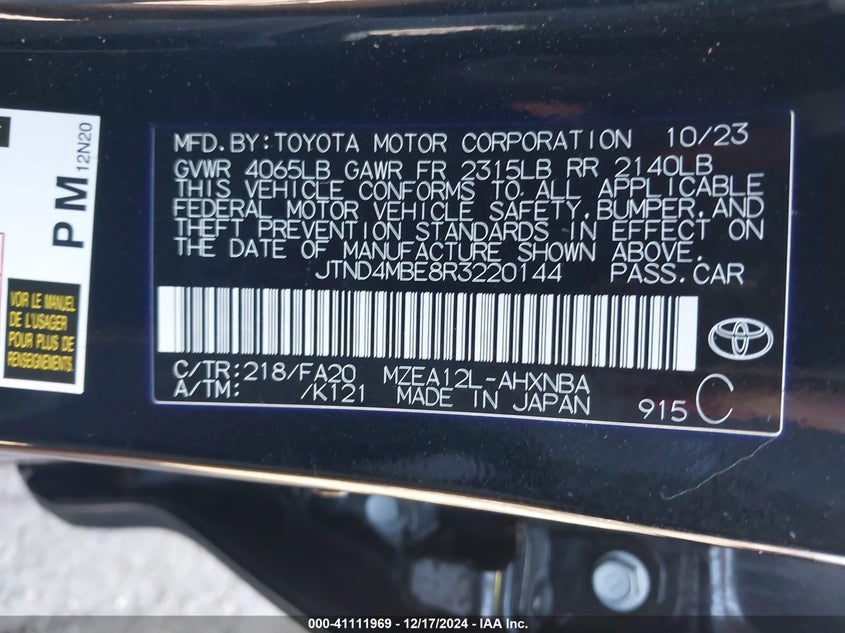 PM
12N20
VOIR LE MANUEL
DE L'USAGER
POUR PLUS DE
RENSEIGNEMENTS
MFD.BY:TOYOTA MOTOR CORPORATION 10/23
GVWR 4065LB GAWR FR 2315LB RR 2140LB
THIS VEHICLE CONFORMS TO ALL APPLICABLE
FEDERAL MOTOR VEHICLE SAFETY,BUMPER,AND
THEFT PREVENTION STANDARDS IN EFFECT ON
THE DATE OF MANUFACTURE SHOWN ABOVE.
JTND4MBE8R3220144 PASS.CAR
C/TR:218/FA20 MZEA12L-AHXNBA
A/TM: /K121 MADE IN JAPAN 915 C
000-41111969 - 12/17/2024 - IAA Inc.